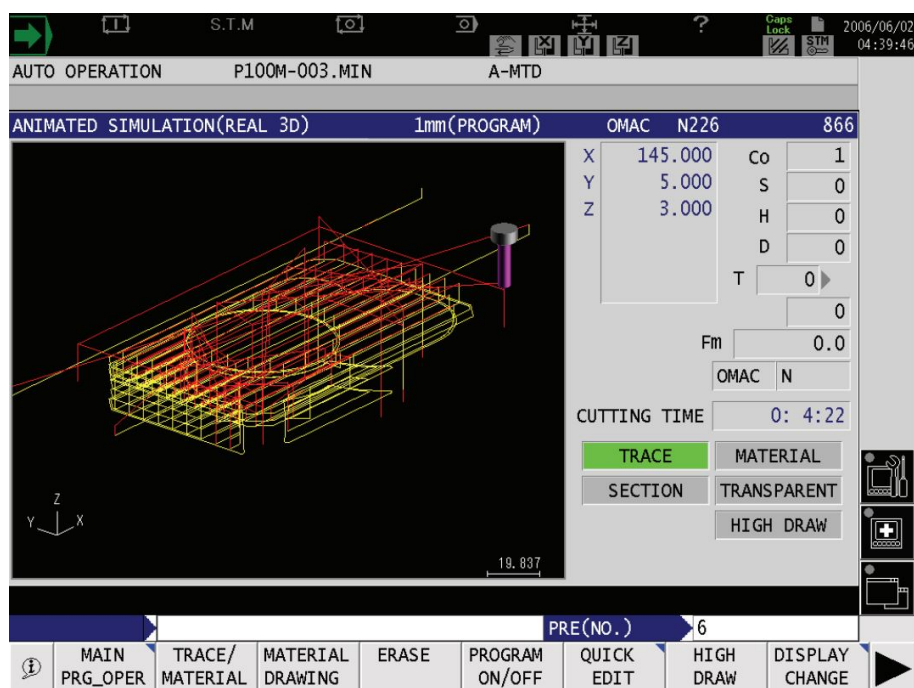 S.T.M ? Caps Lock 2006/06/02
X Y Z STM 04:39:46
AUTO OPERATION P100M-003.MIN A-MTD
ANIMATED SIMULATION(REAL 3D) 1mm(PROGRAM) OMAC N226 866
X 145.000 Co 1
Y 5.000 S 0
Z 3.000 H 0
D 0
T 0
0
Fm 0.0
OMAC N
CUTTING TIME 0: 4:22
TRACE MATERIAL
SECTION TRANSPARENT
HIGH DRAW
Z
Y X
19.837
PRE(NO.) 6
MAIN PRG_OPER
TRACE/ MATERIAL
MATERIAL DRAWING
ERASE
PROGRAM ON/OFF
QUICK EDIT
HIGH DRAW
DISPLAY CHANGE